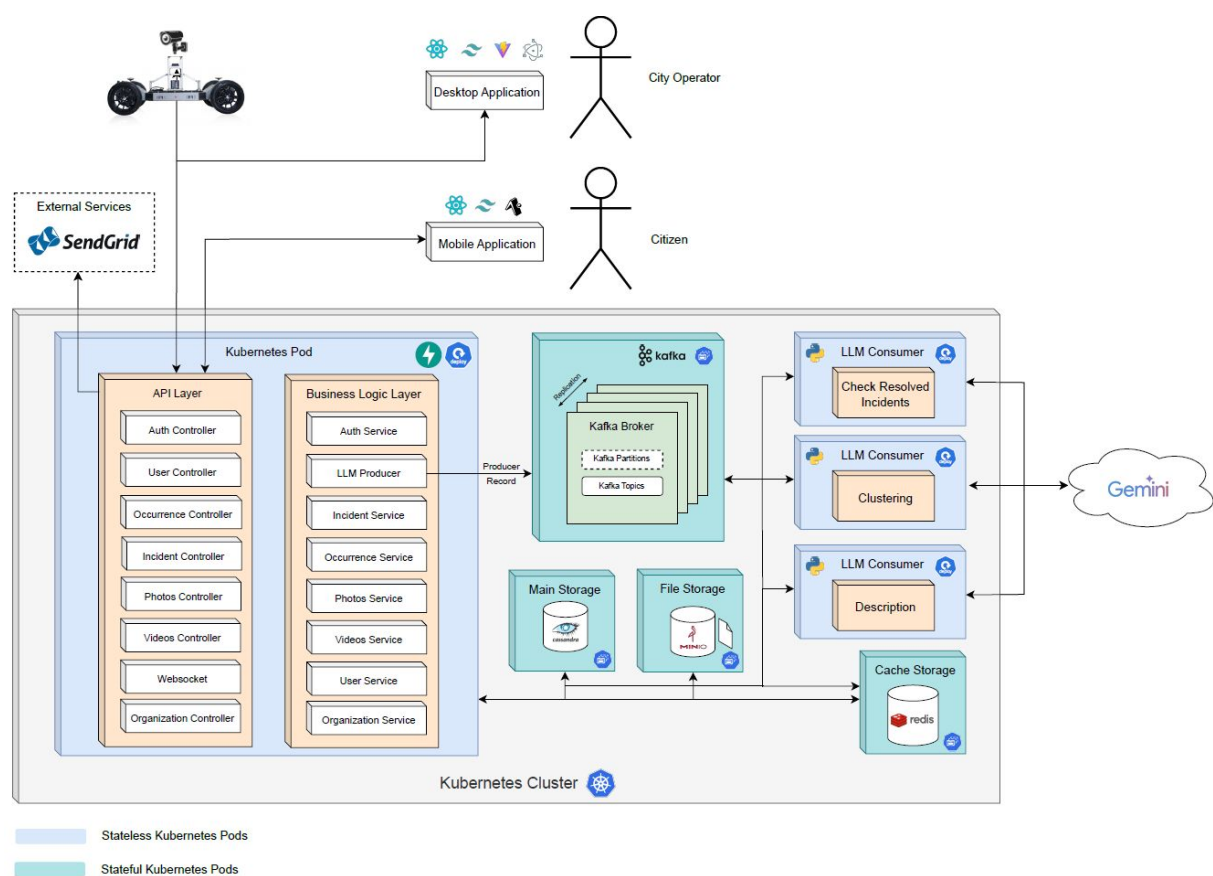 City Operator
Desktop Application
External Services
SendGrid
Mobile Application
Citizen
Kubernetes Pod
deploy
API Layer
Auth Controller
User Controller
Occurrence Controller
Incident Controller
Photos Controller
Videos Controller
Websocket
Organization Controller
Business Logic Layer
Auth Service
LLM Producer
Incident Service
Occurrence Service
Photos Service
Videos Service
User Service
Organization Service
Producer
Record
kafka
Replication
Kafka Broker
Kafka Partitions
Kafka Topics
LLM Consumer
deploy
Check Resolved
Incidents
LLM Consumer
deploy
Clustering
LLM Consumer
deploy
Description
Gemini
Main Storage
cassandra
File Storage
MINIO
Cache Storage
redis
Kubernetes Cluster
Stateless Kubernetes Pods
Stateful Kubernetes Pods